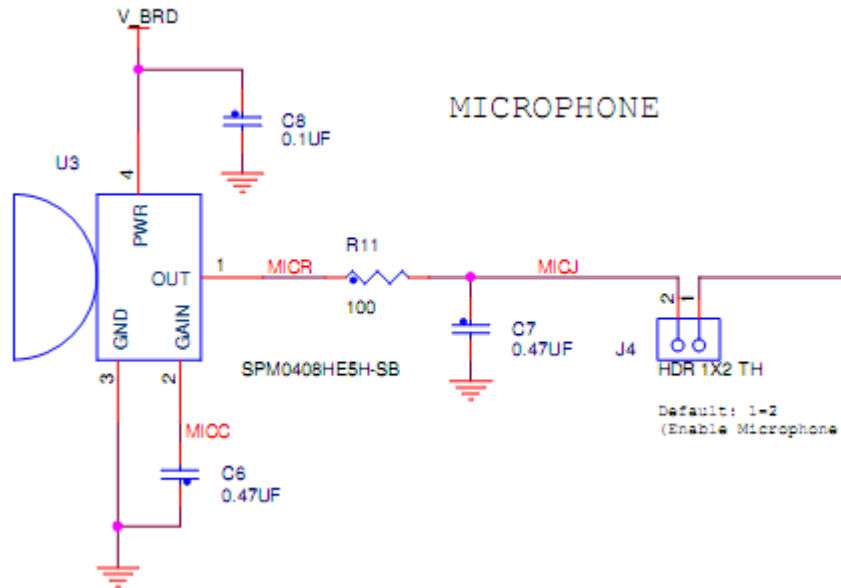 V_BRD
MICROPHONE
C8
0.1UF
U3
4
PWR
R11
1
MICR
MICJ
OUT
100
2
1
GND
GAIN
C7
0.47UF
J4
SPM0408HE5H-SB
HDR 1X2 TH
3
2
Default: 1-2
(Enable Microphone
MICC
C6
0.47UF